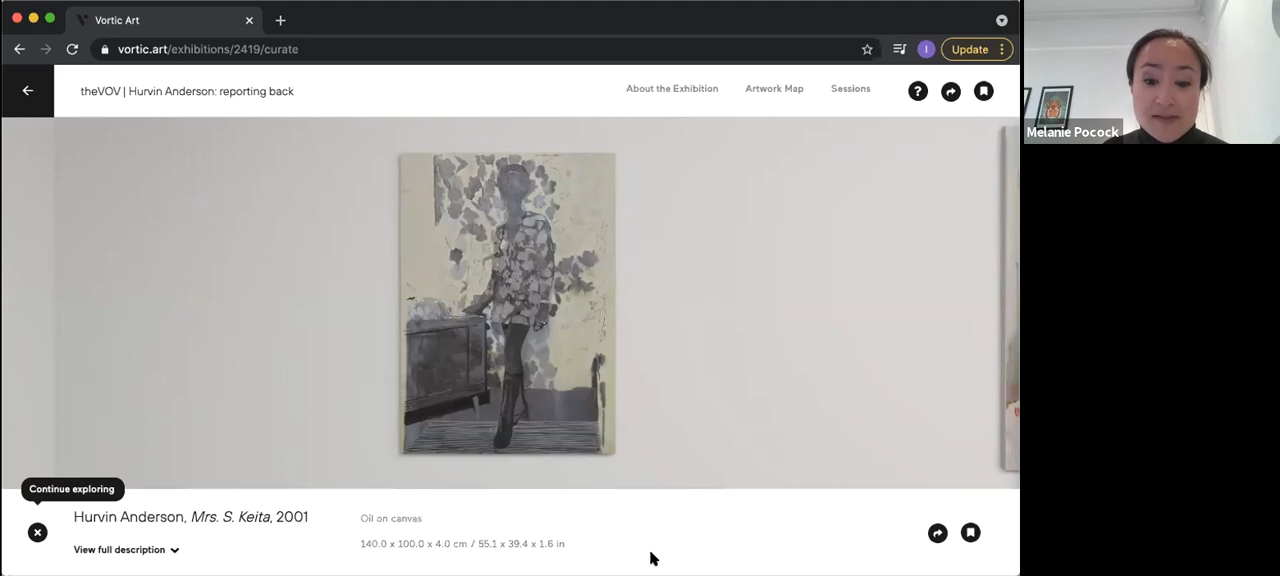 Vortic Art
vortic.art/exhibitions/2419/curate
I
Update
theVOV | Hurvin Anderson: reporting back
About the Exhibition
Artwork Map
Sessions
?
Melanie Pocock
Continue exploring
Hurvin Anderson, Mrs. S. Keita, 2001
Oil on canvas
View full description
140.0 x 100.0 x 4.0 cm / 55.1 x 39.4 x 1.6 in